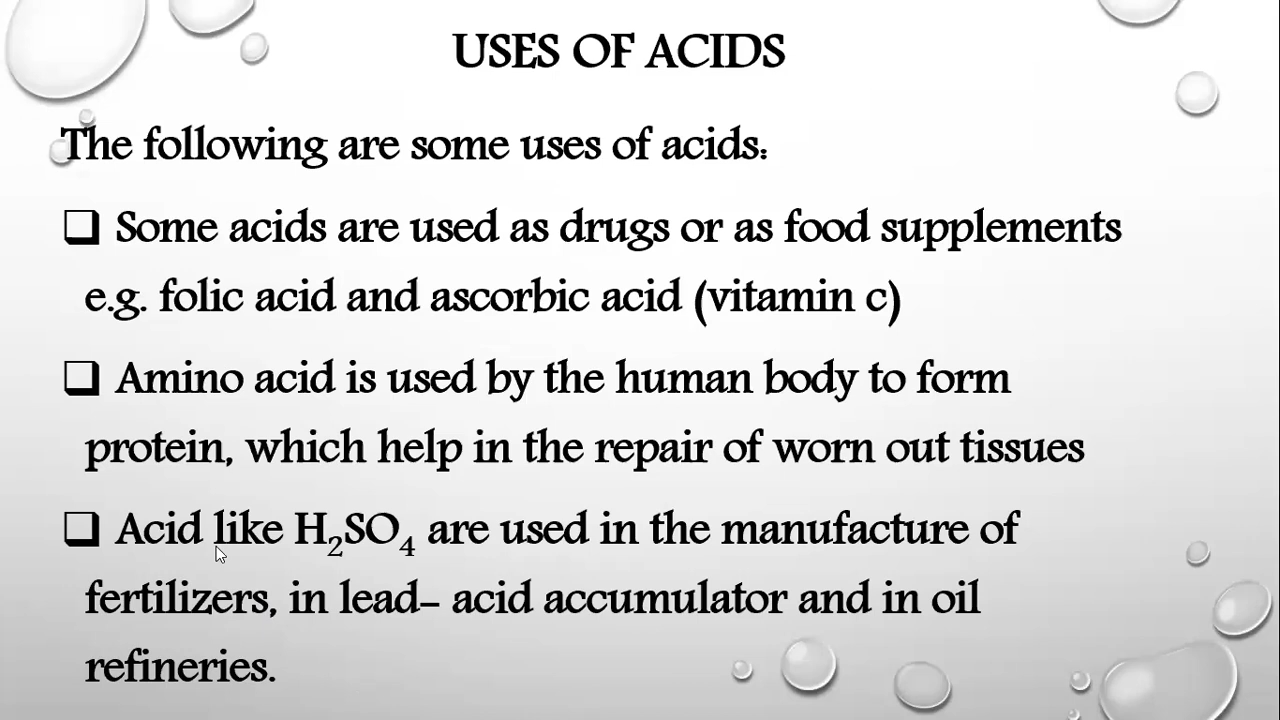 USES OF ACIDS
The following are some uses of acids:
❑ Some acids are used as drugs or as food supplements
e.g. folic acid and ascorbic acid (vitamin c)
❑ Amino acid is used by the human body to form
protein, which help in the repair of worn out tissues
❑ Acid like H₂SO₄ are used in the manufacture of
fertilizers, in lead– acid accumulator and in oil
refineries.